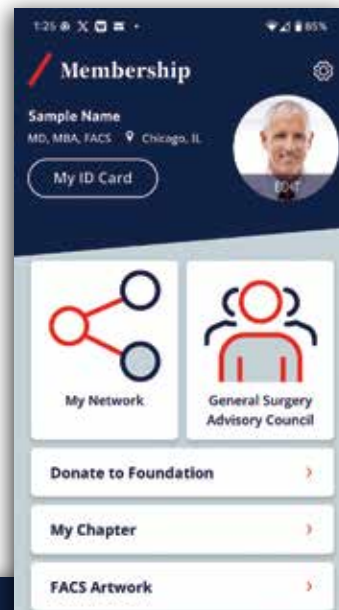 1:25
85%
Membership
Sample Name
MD, MBA, FACS Chicago, IL
My ID Card
EDIT
My Network
General Surgery
Advisory Council
Donate to Foundation
My Chapter
FACS Artwork